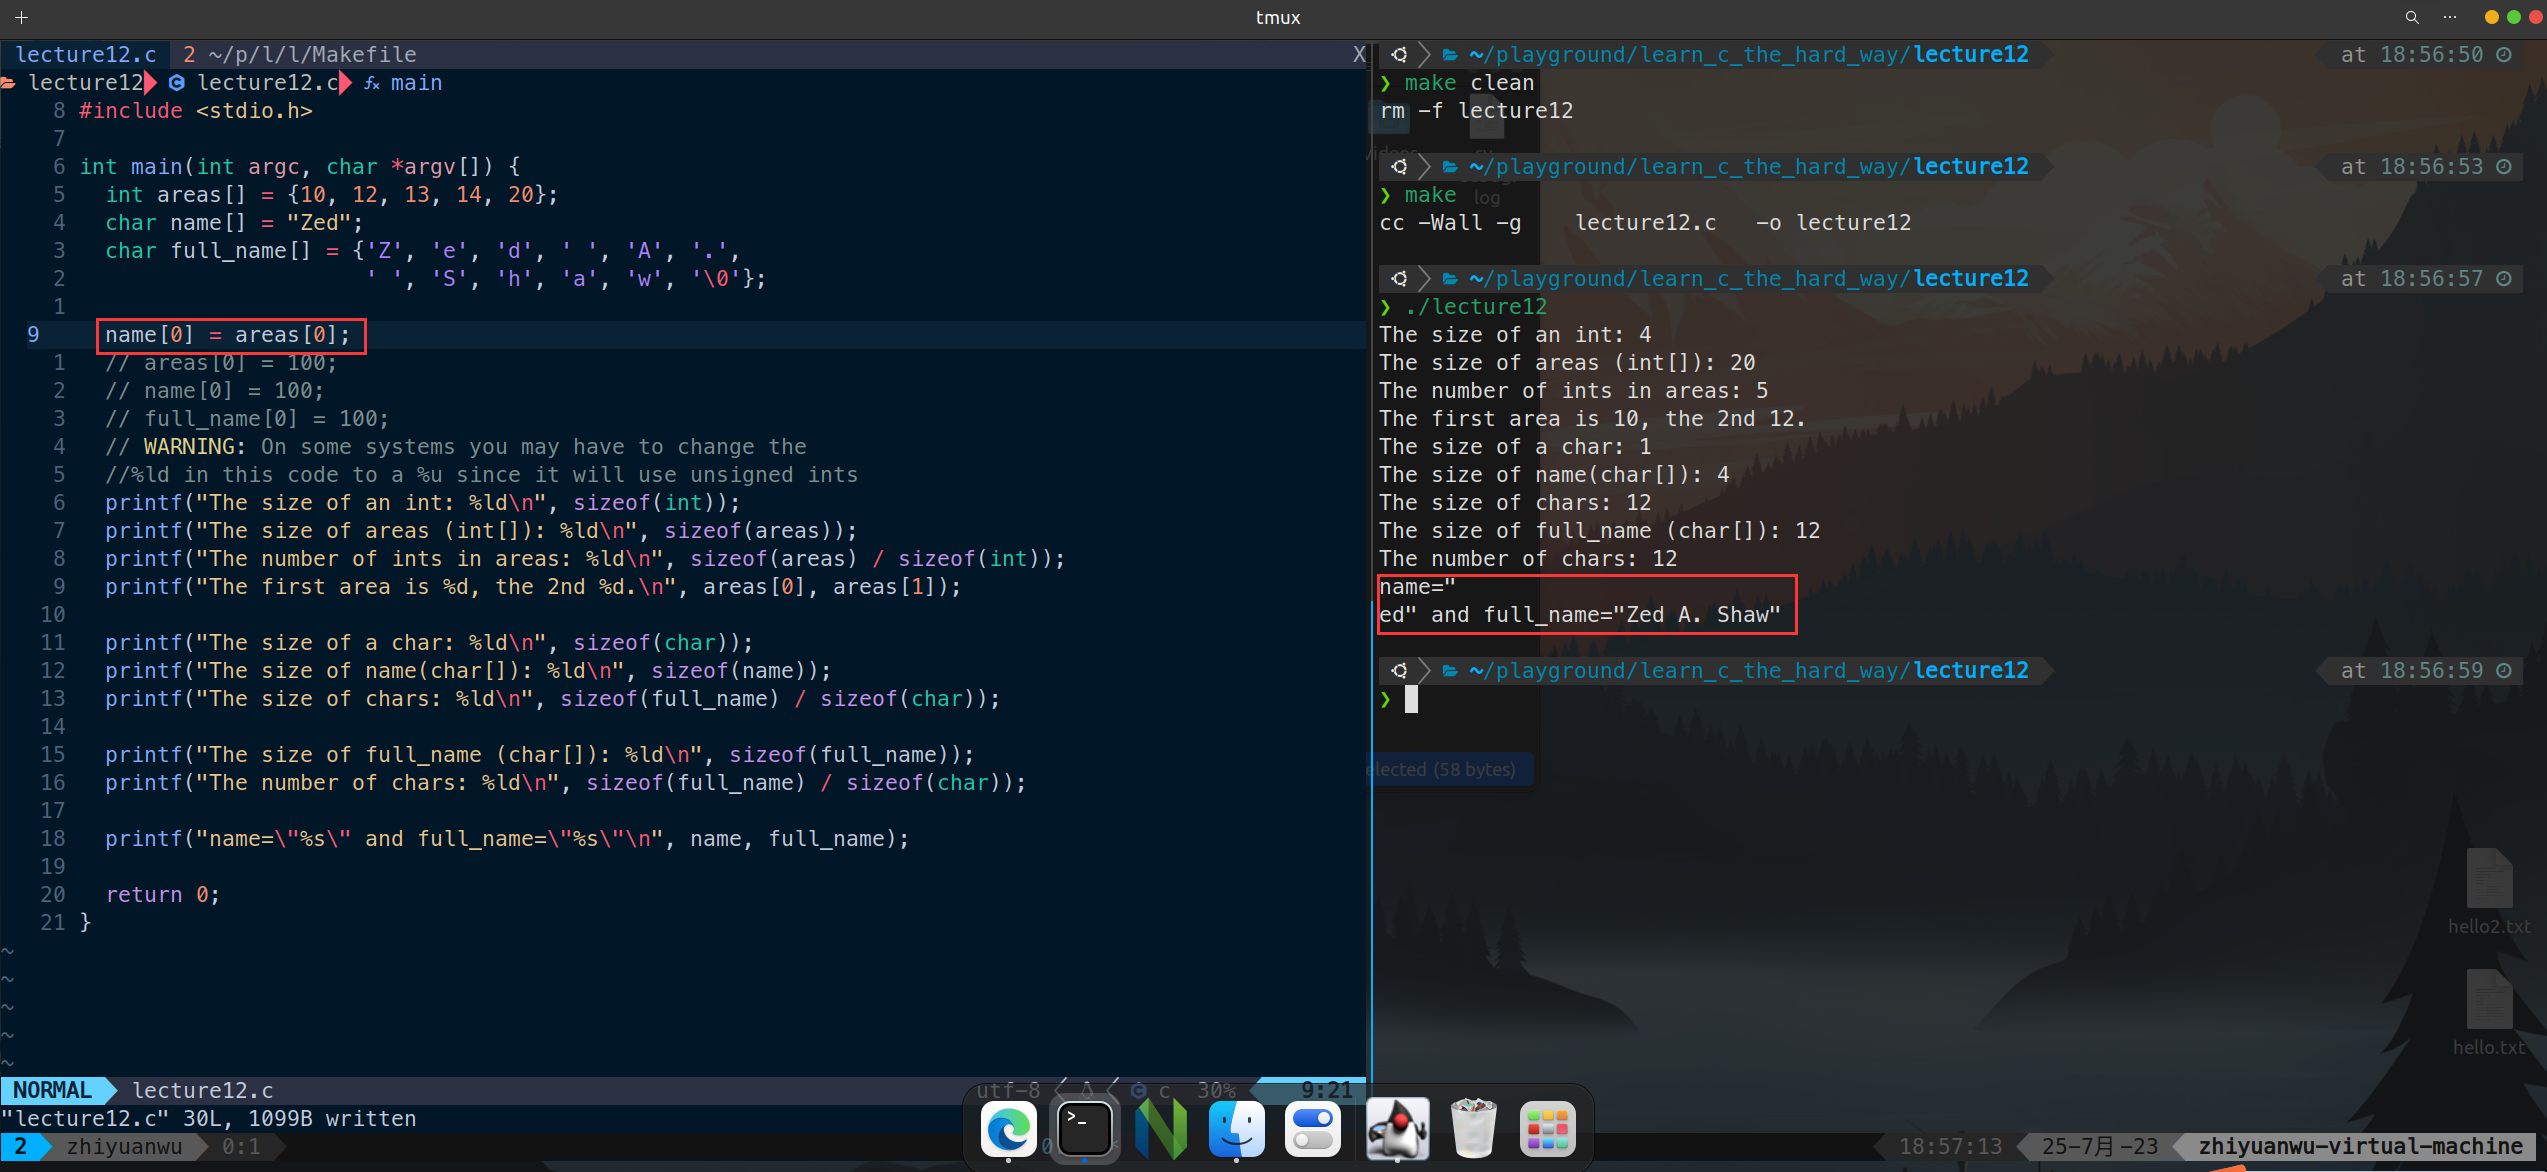 tmux
lecture12.c  2 ~/p/l/l/Makefile  X
lecture12  lecture12.c  main
8 #include <stdio.h>
7
6 int main(int argc, char *argv[]) {
5   int areas[] = {10, 12, 13, 14, 20};
4   char name[] = "Zed";
3   char full_name[] = {'Z', 'e', 'd', ' ', 'A', '.',
2                       ' ', 'S', 'h', 'a', 'w', '\0'};
1
9   name[0] = areas[0];
1   // areas[0] = 100;
2   // name[0] = 100;
3   // full_name[0] = 100;
4   // WARNING: On some systems you may have to change the
5   //%ld in this code to a %u since it will use unsigned ints
6   printf("The size of an int: %ld\n", sizeof(int));
7   printf("The size of areas (int[]): %ld\n", sizeof(areas));
8   printf("The number of ints in areas: %ld\n", sizeof(areas) / sizeof(int));
9   printf("The first area is %d, the 2nd %d.\n", areas[0], areas[1]);
10
11   printf("The size of a char: %ld\n", sizeof(char));
12   printf("The size of name(char[]): %ld\n", sizeof(name));
13   printf("The size of chars: %ld\n", sizeof(full_name) / sizeof(char));
14
15   printf("The size of full_name (char[]): %ld\n", sizeof(full_name));
16   printf("The number of chars: %ld\n", sizeof(full_name) / sizeof(char));
17
18   printf("name=\"%s\" and full_name=\"%s\"\n", name, full_name);
19
20   return 0;
21 }
~
~
~
~
~
NORMAL  lecture12.c  utf-8  c  30%  9:21
"lecture12.c" 30L, 1099B written
2  zhiyuanwu  0:1
~/playground/learn_c_the_hard_way/lecture12  at 18:56:50
❯ make clean
rm -f lecture12
~/playground/learn_c_the_hard_way/lecture12  at 18:56:53
❯ make
log
cc -Wall -g    lecture12.c   -o lecture12
~/playground/learn_c_the_hard_way/lecture12  at 18:56:57
❯ ./lecture12
The size of an int: 4
The size of areas (int[]): 20
The number of ints in areas: 5
The first area is 10, the 2nd 12.
The size of a char: 1
The size of name(char[]): 4
The size of chars: 12
The size of full_name (char[]): 12
The number of chars: 12
name="
ed" and full_name="Zed A. Shaw"
~/playground/learn_c_the_hard_way/lecture12  at 18:56:59
❯
elected (58 bytes)
hello2.txt
hello.txt
18:57:13  25-7月-23  zhiyuanwu-virtual-machine